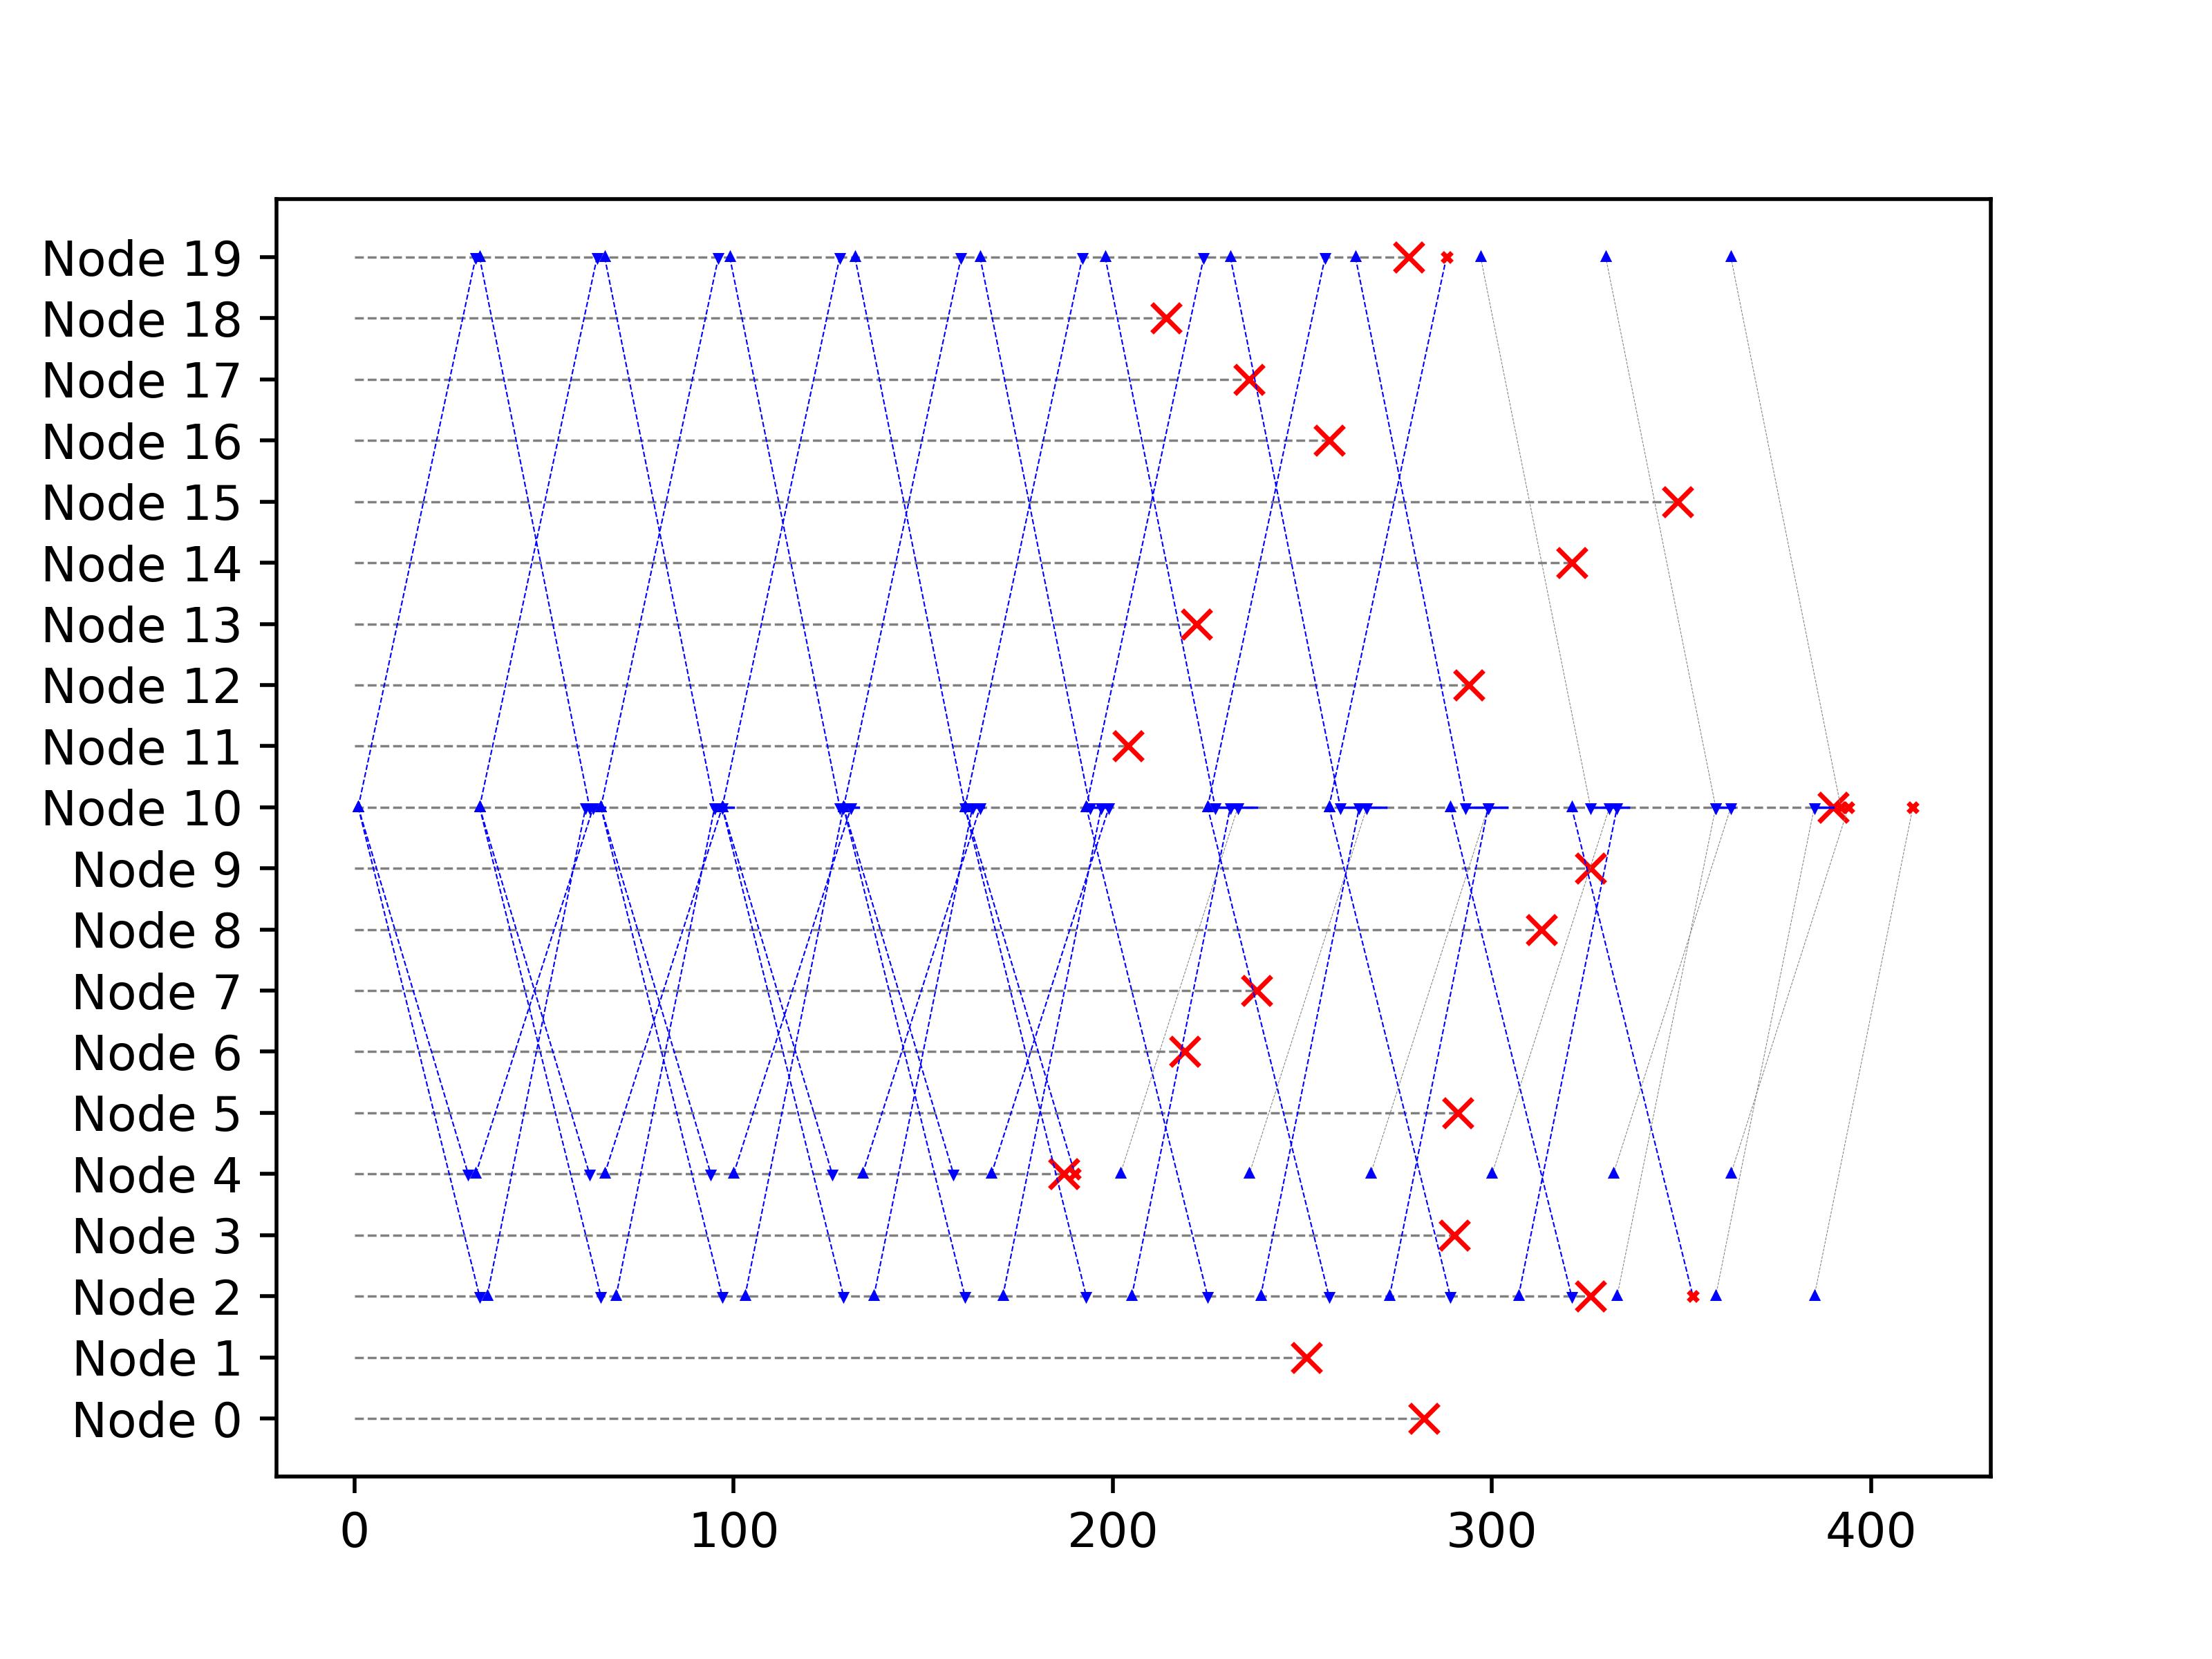 Node 19
Node 18
Node 17
Node 16
Node 15
Node 14
Node 13
Node 12
Node 11
Node 10
Node 9
Node 8
Node 7
Node 6
Node 5
Node 4
Node 3
Node 2
Node 1
Node 0
0 100 200 300 400